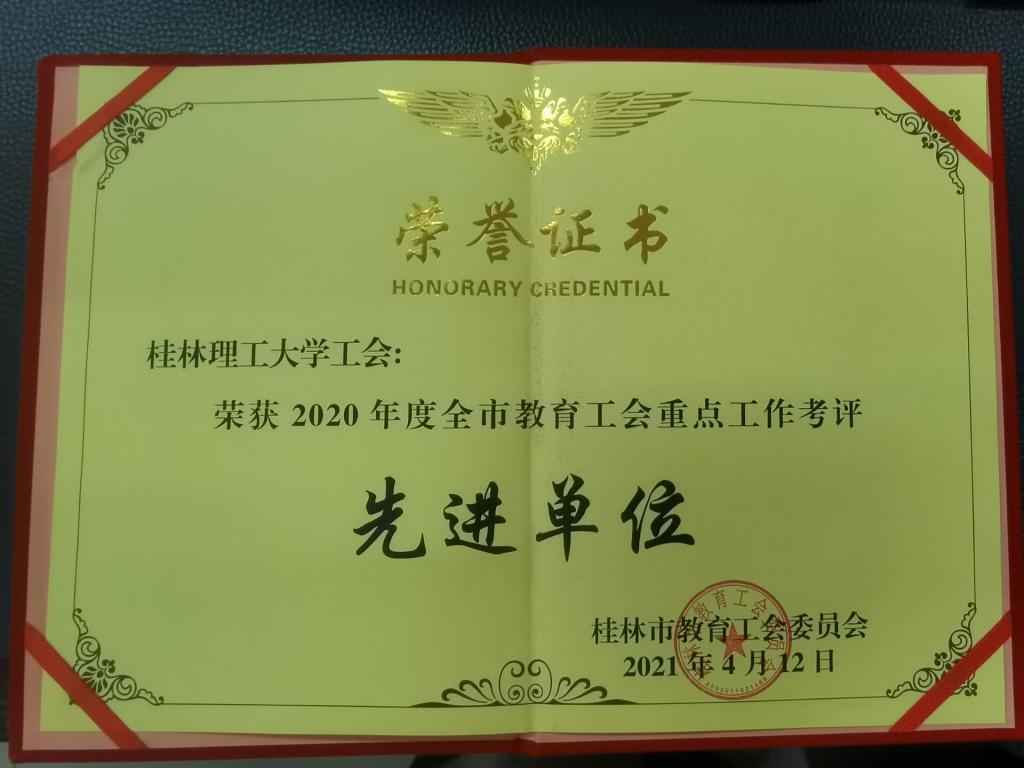 荣誉证书
HONORARY CREDENTIAL
桂林理工大学工会:
荣获 2020 年度全市教育工会重点工作考评
先进单位
桂林市教育工会委员会
2021 年 4 月 12 日